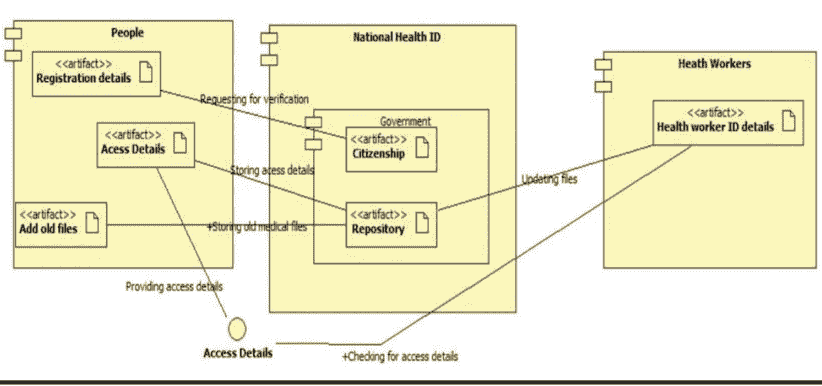 People
<<artifact>>
Registration details
<<artifact>>
Acess Details
<<artifact>>
Add old files
National Health ID
Government
<<artifact>>
Citizenship
<<artifact>>
Repository
Heath Workers
<<artifact>>
Health worker ID details
Requesting for verification
Storing acess details
+Storing old medical files
Updating files
Providing access details
Access Details
+Checking for access details